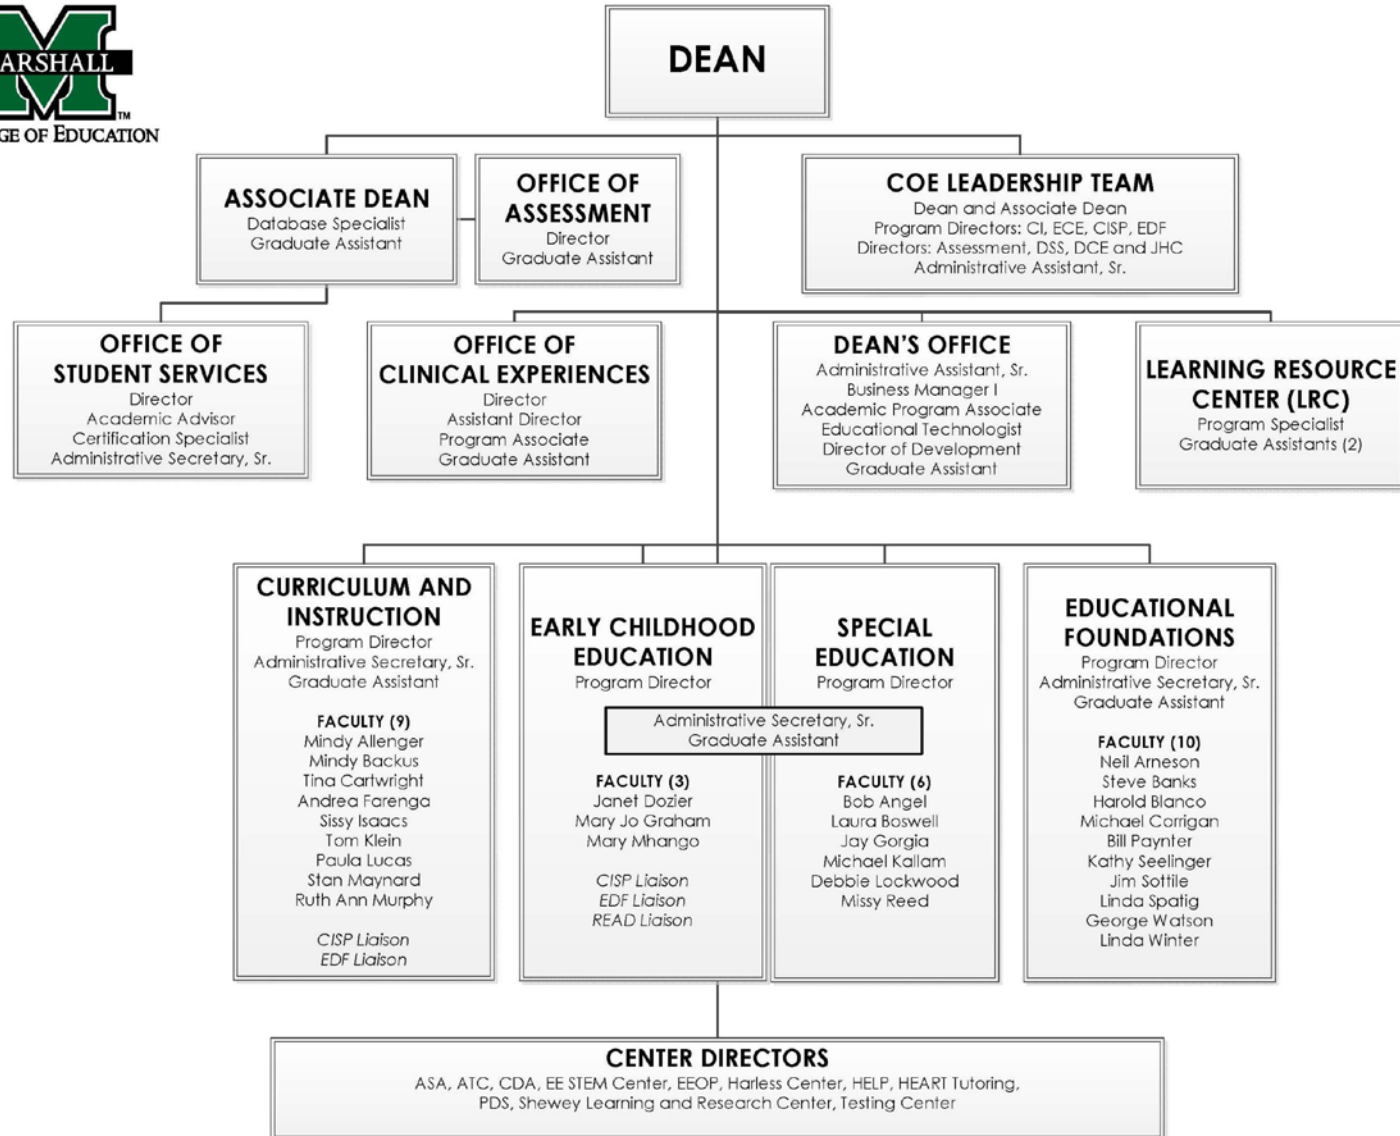 ARSHALL
TM
GE OF EDUCATION
DEAN
ASSOCIATE DEAN
Database Specialist
Graduate Assistant
OFFICE OF
ASSESSMENT
Director
Graduate Assistant
COE LEADERSHIP TEAM
Dean and Associate Dean
Program Directors: CI, ECE, CISP, EDF
Directors: Assessment, DSS, DCE and JHC
Administrative Assistant, Sr.
OFFICE OF
STUDENT SERVICES
Director
Academic Advisor
Certification Specialist
Administrative Secretary, Sr.
OFFICE OF
CLINICAL EXPERIENCES
Director
Assistant Director
Program Associate
Graduate Assistant
DEAN'S OFFICE
Administrative Assistant, Sr.
Business Manager I
Academic Program Associate
Educational Technologist
Director of Development
Graduate Assistant
LEARNING RESOURCE
CENTER (LRC)
Program Specialist
Graduate Assistants (2)
CURRICULUM AND
INSTRUCTION
Program Director
Administrative Secretary, Sr.
Graduate Assistant
FACULTY (9)
Mindy Allenger
Mindy Backus
Tina Cartwright
Andrea Farenga
Sissy Isaacs
Tom Klein
Paula Lucas
Stan Maynard
Ruth Ann Murphy
CISP Liaison
EDF Liaison
EARLY CHILDHOOD
EDUCATION
Program Director
SPECIAL
EDUCATION
Program Director
Administrative Secretary, Sr.
Graduate Assistant
FACULTY (3)
Janet Dozier
Mary Jo Graham
Mary Mhango
CISP Liaison
EDF Liaison
READ Liaison
FACULTY (6)
Bob Angel
Laura Boswell
Jay Gorgia
Michael Kallam
Debbie Lockwood
Missy Reed
EDUCATIONAL
FOUNDATIONS
Program Director
Administrative Secretary, Sr.
Graduate Assistant
FACULTY (10)
Neil Arneson
Steve Banks
Harold Blanco
Michael Corrigan
Bill Paynter
Kathy Seelinger
Jim Sottile
Linda Spatig
George Watson
Linda Winter
CENTER DIRECTORS
ASA, ATC, CDA, EE STEM Center, EEOP, Harless Center, HELP, HEART Tutoring,
PDS, Shewey Learning and Research Center, Testing Center